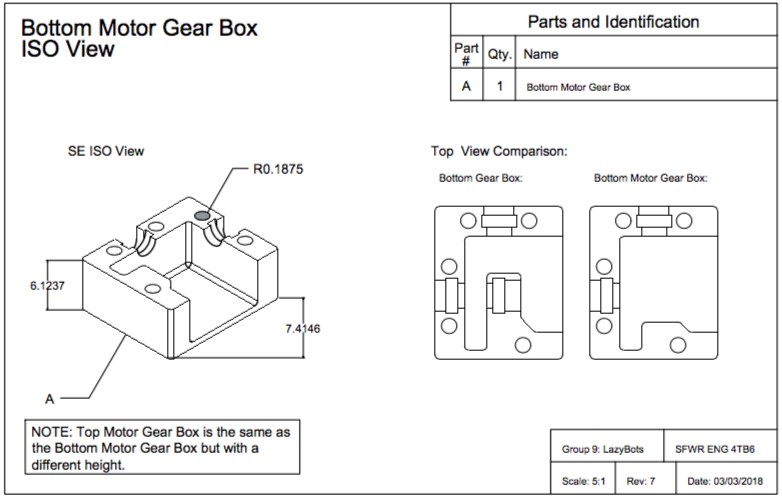 Bottom Motor Gear Box
ISO View
Parts and Identification
Part
#
Qty.
Name
A
1
Bottom Motor Gear Box
SE ISO View
R0.1875
6.1237
7.4146
A
Top View Comparison:
Bottom Gear Box:
Bottom Motor Gear Box:
NOTE: Top Motor Gear Box is the same as
the Bottom Motor Gear Box but with a
different height.
Group 9: LazyBots
SFWR ENG 4TB6
Scale: 5:1
Rev: 7
Date: 03/03/2018